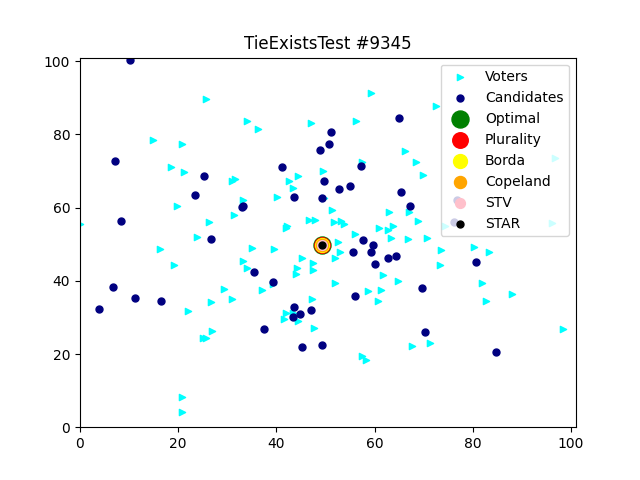 TieExistsTest #9345
100
80
60
40
20
0
0
20
40
60
80
100
Voters
Candidates
Optimal
Plurality
Borda
Copeland
STV
STAR